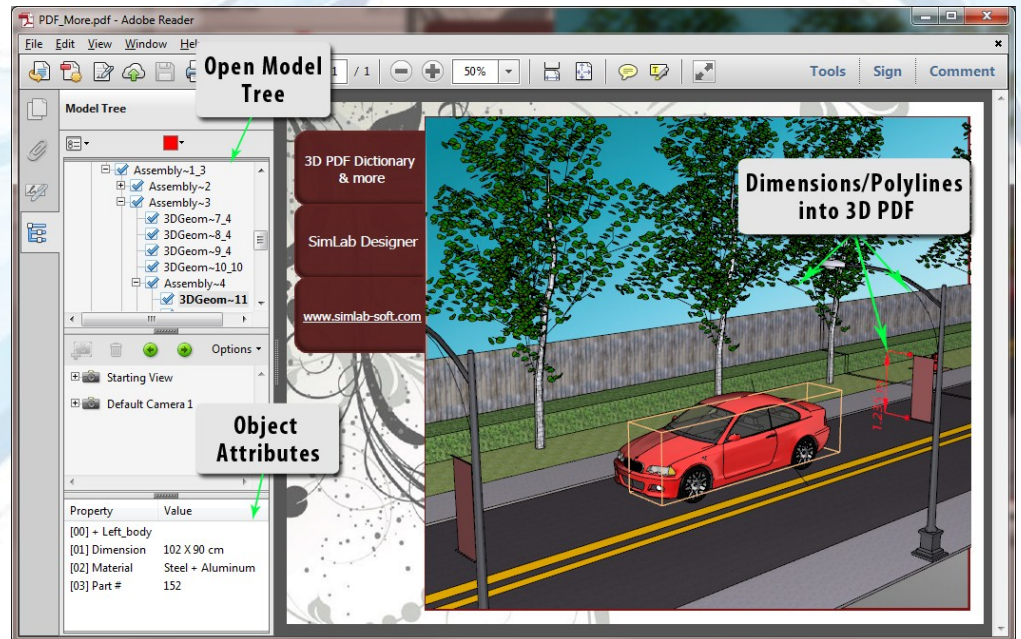 PDF_More.pdf - Adobe Reader
File Edit View Window Hel
1 / 1 50% Tools Sign Comment
Open Model
Tree
Model Tree
Assembly~1_3
Assembly~2
Assembly~3
3DGeom~7_4
3DGeom~8_4
3DGeom~9_4
3DGeom~10_10
Assembly~4
3DGeom~11
Options
Starting View
Default Camera 1
Object
Attributes
Property Value
[00] + Left_body
[01] Dimension 102 X 90 cm
[02] Material Steel + Aluminum
[03] Part # 152
3D PDF Dictionary
& more
SimLab Designer
www.simlab-soft.com
Dimensions/Polylines
into 3D PDF